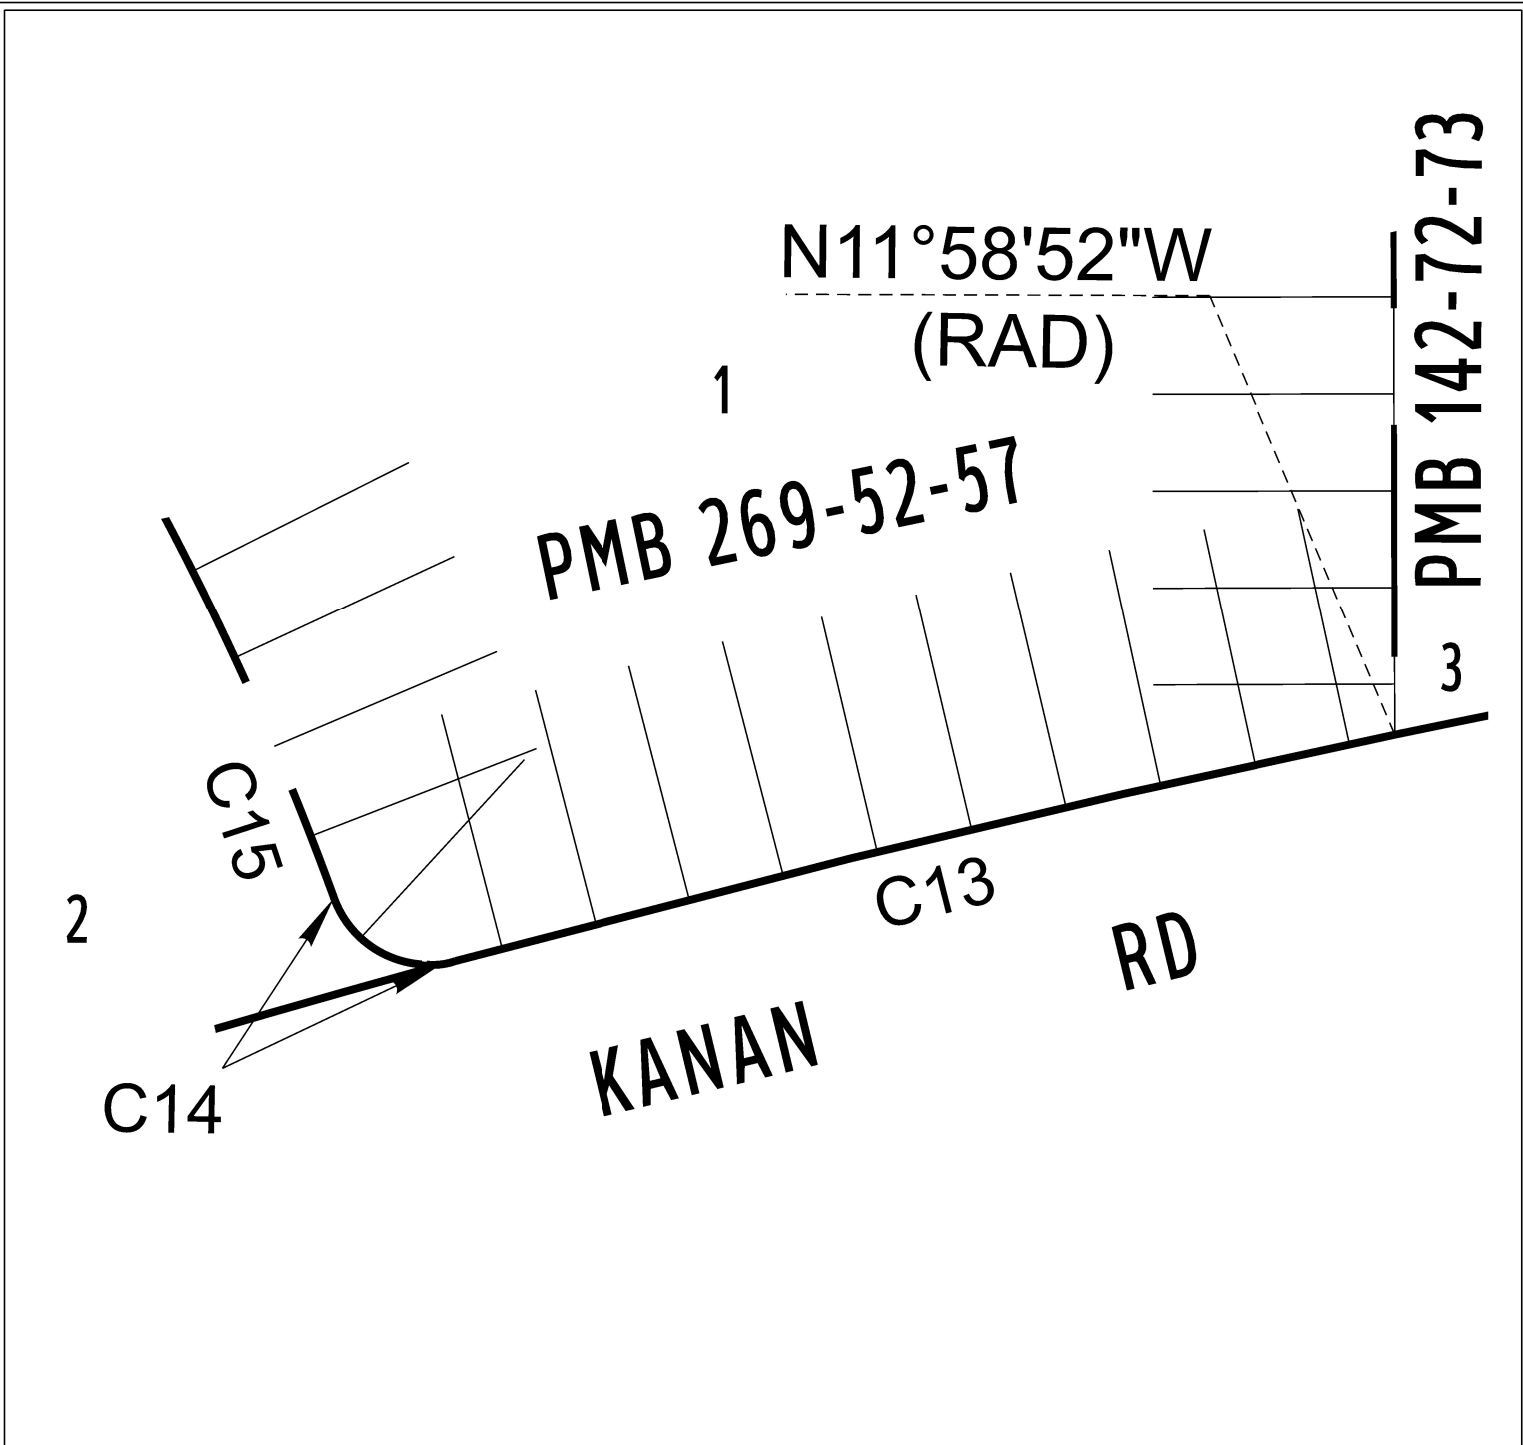 N11°58'52"W
(RAD)
PMB 142-72-73
1
PMB 269-52-57
3
C15
2
C13
RD
KANAN
C14